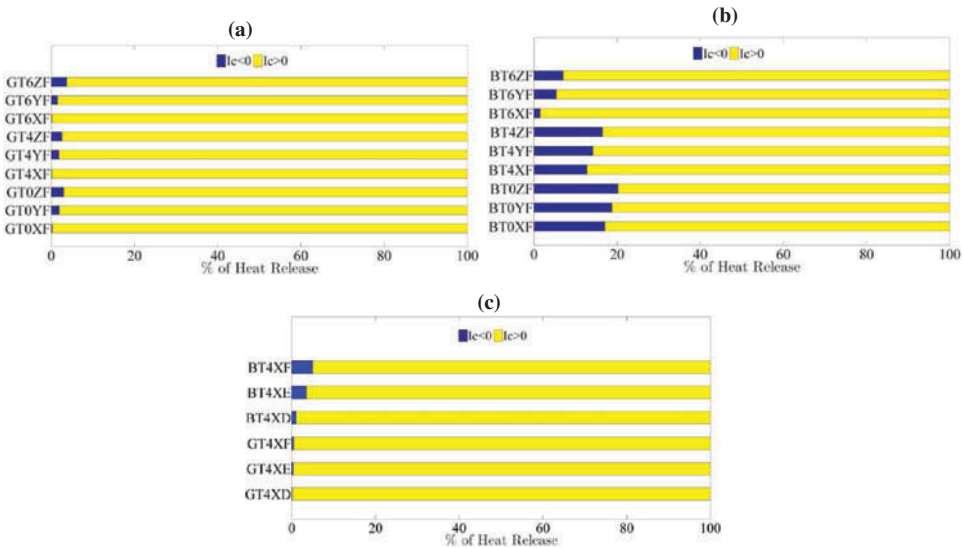 (a)
Ic<0 Ic>0
GT6ZF
GT6YF
GT6XF
GT4ZF
GT4YF
GT4XF
GT0ZF
GT0YF
GT0XF
0 20 40 60 80 100
% of Heat Release
(b)
Ic<0 Ic>0
BT6ZF
BT6YF
BT6XF
BT4ZF
BT4YF
BT4XF
BT0ZF
BT0YF
BT0XF
0 20 40 60 80 100
% of Heat Release
(c)
Ic<0 Ic>0
BT4XF
BT4XE
BT4XD
GT4XF
GT4XE
GT4XD
0 20 40 60 80 100
% of Heat Release